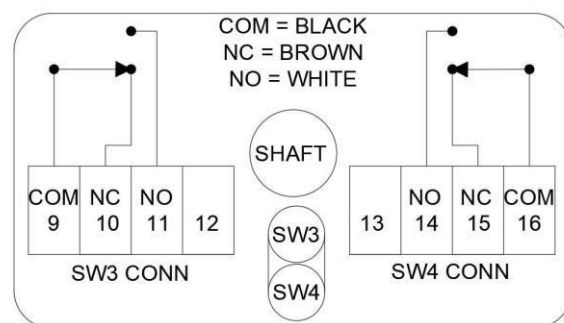 COM = BLACK
NC = BROWN
NO = WHITE
SHAFT
COM NC NO
9 10 11 12
SW3 CONN
SW3
SW4
NO NC COM
13 14 15 16
SW4 CONN